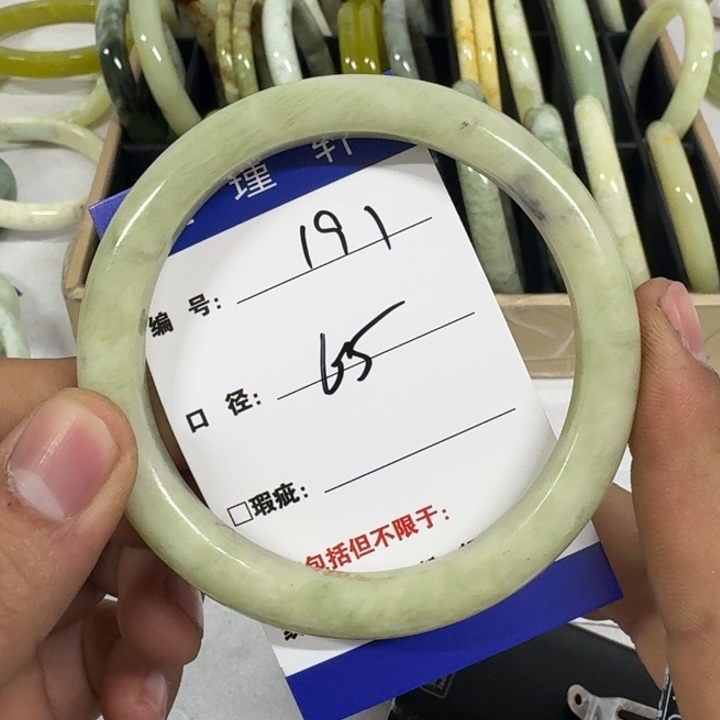 瑾 轩
编 号: 191
口 径: 65
□瑕疵:
包括但不限于: